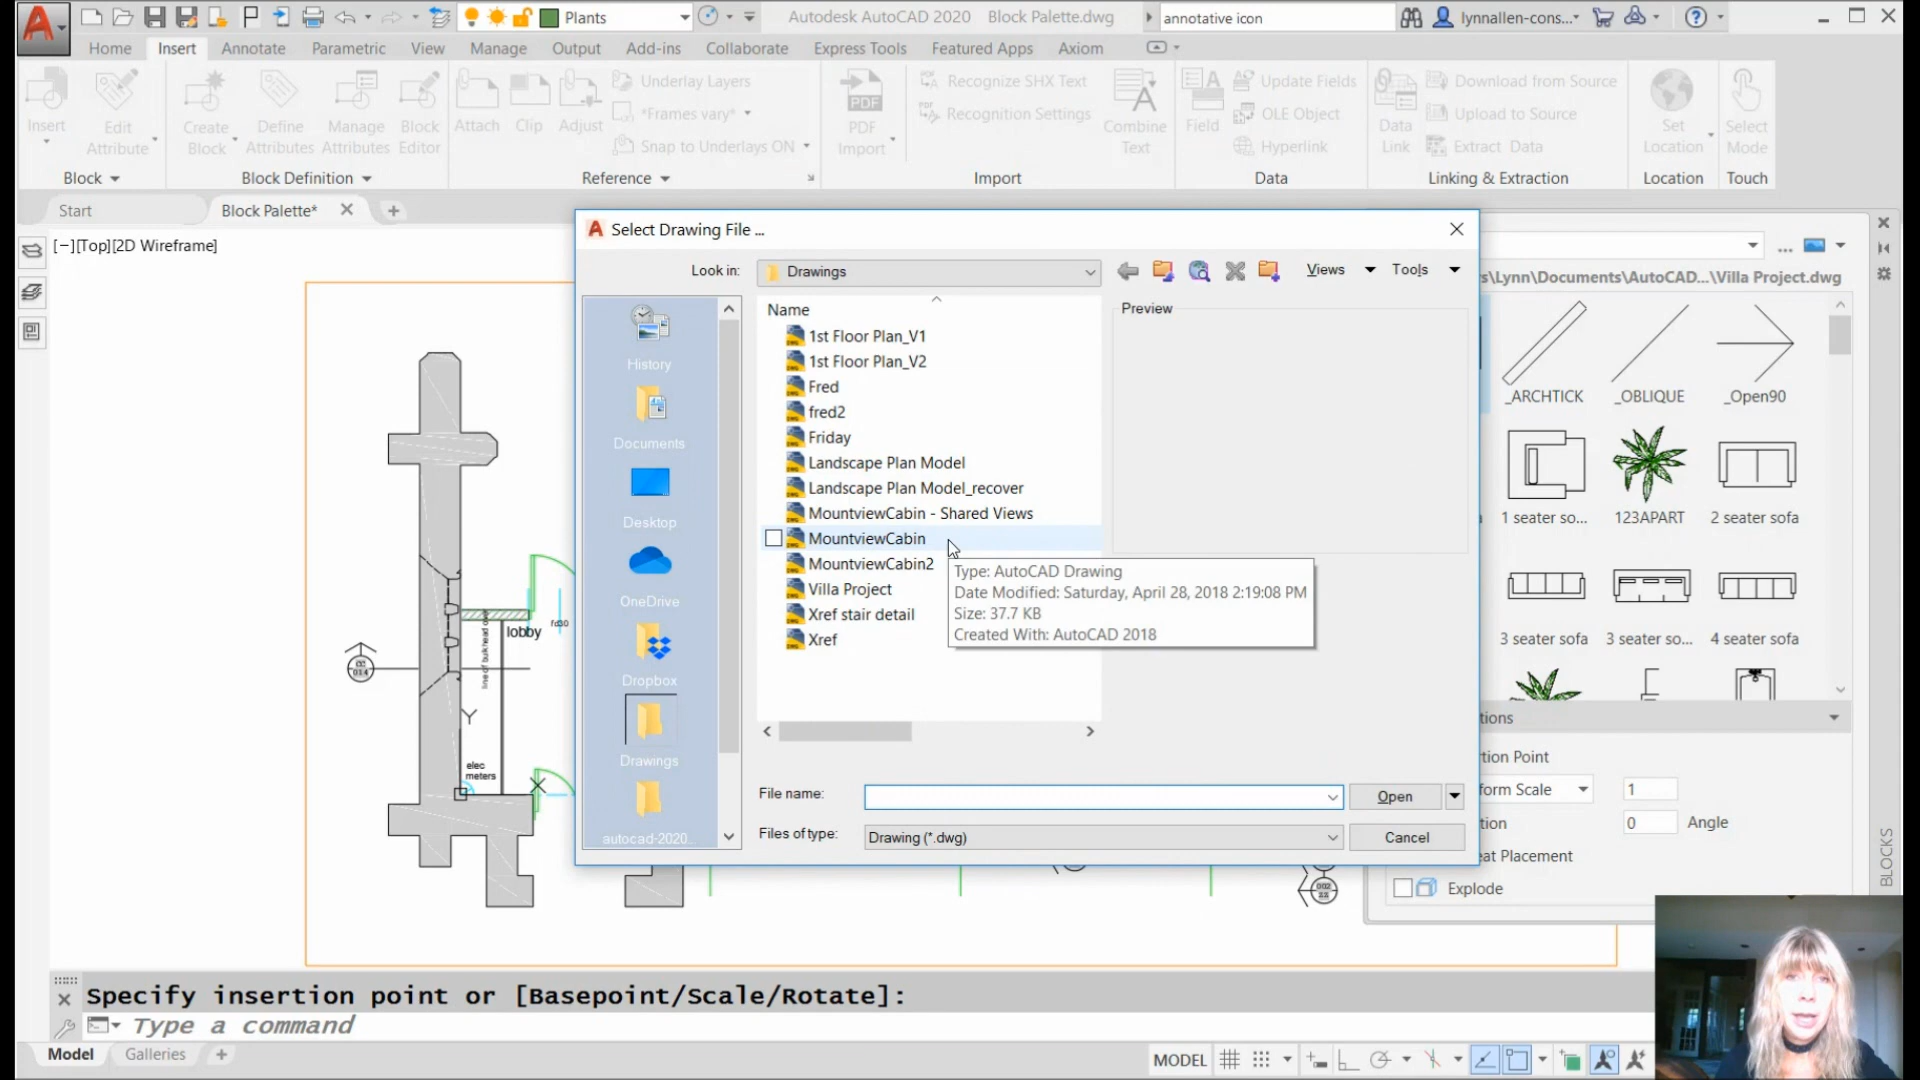 Plants
Autodesk AutoCAD 2020 Block Palette.dwg
annotative icon
lynnallen-cons...
Home Insert Annotate Parametric View Manage Output Add-ins Collaborate Express Tools Featured Apps Axiom
Insert
Edit
Attribute
Create
Block
Define
Attributes
Manage
Attributes
Block
Editor
Attach
Clip
Adjust
Underlay Layers
*Frames vary*
Snap to Underlays ON
PDF
PDF
Import
Recognize SHX Text
Recognition Settings
Combine
Text
Field
Update Fields
OLE Object
Hyperlink
Data
Link
Download from Source
Upload to Source
Extract Data
Set
Location
Select
Mode
Block Block Definition Reference Import Data Linking & Extraction Location Touch
Start
Block Palette*
[−][Top][2D Wireframe]
lobby
fd30
elec
meters
Y
014
002
Select Drawing File ...
Look in:
Drawings
Views
Tools
History
Documents
Desktop
OneDrive
Dropbox
Drawings
autocad-2020...
Name
1st Floor Plan_V1
1st Floor Plan_V2
Fred
fred2
Friday
Landscape Plan Model
Landscape Plan Model_recover
MountviewCabin - Shared Views
MountviewCabin
MountviewCabin2
Villa Project
Xref stair detail
Xref
Type: AutoCAD Drawing
Date Modified: Saturday, April 28, 2018 2:19:08 PM
Size: 37.7 KB
Created With: AutoCAD 2018
Preview
File name:
Open
Files of type:
Drawing (*.dwg)
Cancel
...
s\Lynn\Documents\AutoCAD...\Villa Project.dwg
_ARCHTICK
_OBLIQUE
_Open90
1 seater so...
123APART
2 seater sofa
3 seater sofa
3 seater so...
4 seater sofa
tions
tion Point
form Scale
1
tion
0
Angle
eat Placement
Explode
BLOCKS
Specify insertion point or [Basepoint/Scale/Rotate]:
Type a command
Model
Galleries
MODEL